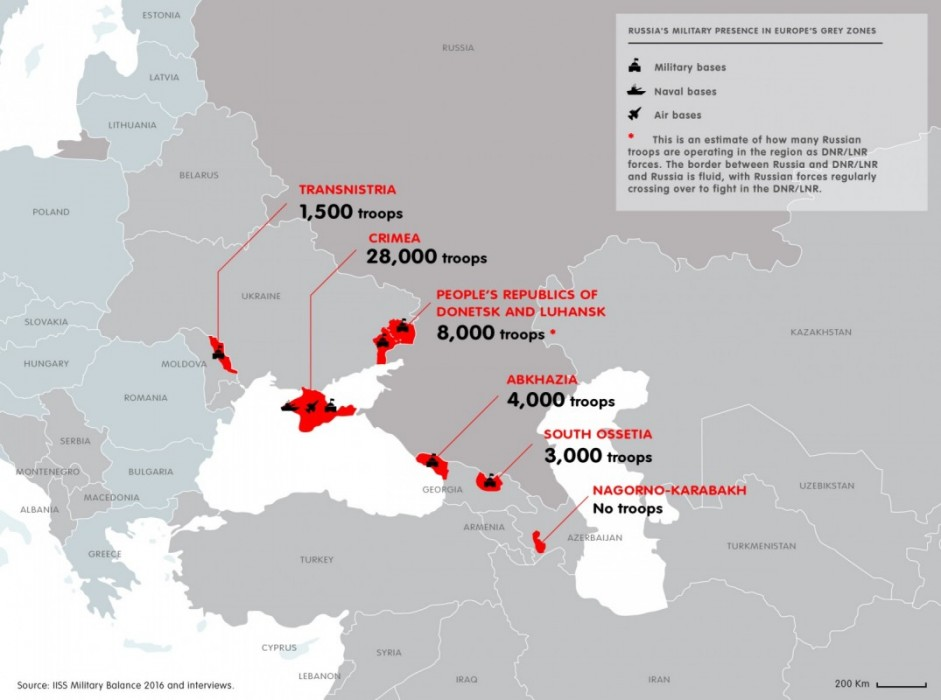 ESTONIA
RUSSIA
LATVIA
LITHUANIA
BELARUS
POLAND
RUSSIA'S MILITARY PRESENCE IN EUROPE'S GREY ZONES
Military bases
Naval bases
Air bases
* This is an estimate of how many Russian
troops are operating in the region as DNR/LNR
forces. The border between Russia and DNR/LNR
and Russia is fluid, with Russian forces regularly
crossing over to fight in the DNR/LNR.
TRANSNISTRIA
1,500 troops
CRIMEA
28,000 troops
UKRAINE
PEOPLE'S REPUBLICS OF
DONETSK AND LUHANSK
8,000 troops *
SLOVAKIA
KAZAKHSTAN
HUNGARY
MOLDOVA
ABKHAZIA
4,000 troops
ROMANIA
SOUTH OSSETIA
3,000 troops
SERBIA
MONTENEGRO
BULGARIA
UZEBKISTAN
GEORGIA
NAGORNO-KARABAKH
No troops
MACEDONIA
ALBANIA
ARMENIA
AZERBAIJAN
TURKMENISTAN
GREECE
TURKEY
CYPRUS
SYRIA
LEBANON
IRAQ
IRAN
Source: IISS Military Balance 2016 and interviews.
200 Km